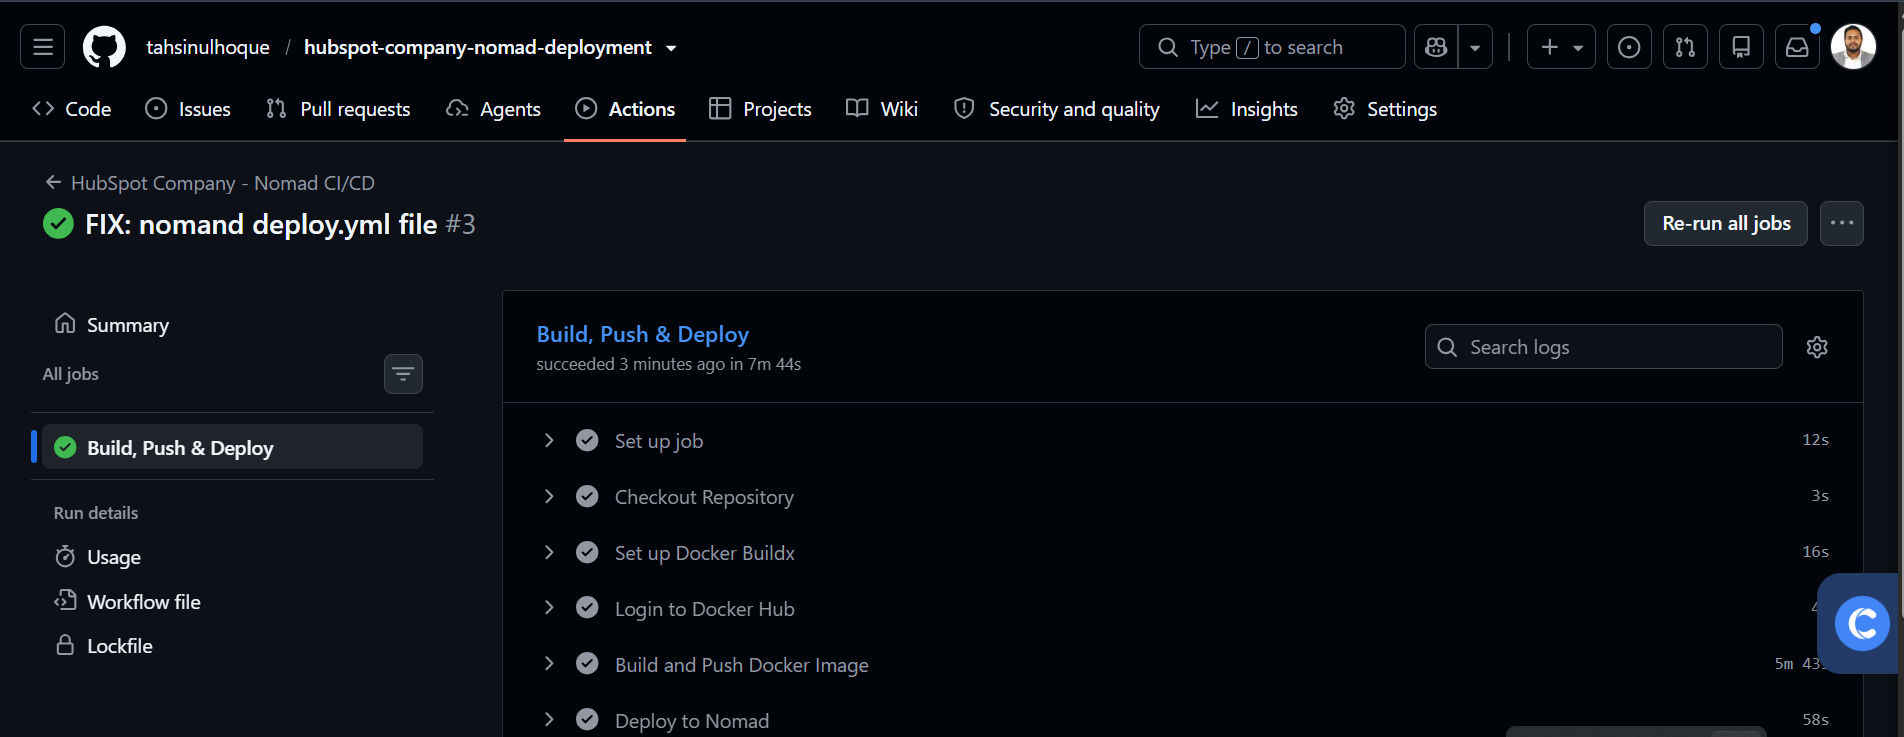 tahsinulhoque / hubspot-company-nomad-deployment
Type / to search
Code Issues Pull requests Agents Actions Projects Wiki Security and quality Insights Settings
HubSpot Company - Nomad CI/CD
FIX: nomand deploy.yml file #3
Re-run all jobs
Summary
All jobs
Build, Push & Deploy
Run details
Usage
Workflow file
Lockfile
Build, Push & Deploy
succeeded 3 minutes ago in 7m 44s
Search logs
Set up job 12s
Checkout Repository 3s
Set up Docker Buildx 16s
Login to Docker Hub
Build and Push Docker Image 5m 43s
Deploy to Nomad 58s